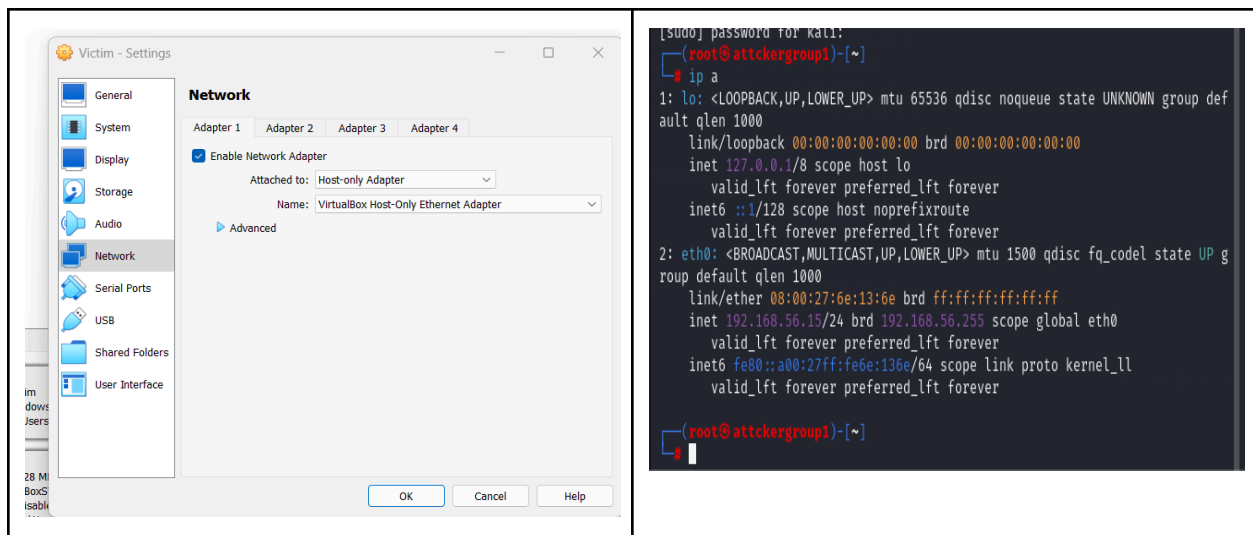 Victim - Settings
General
System
Display
Storage
Audio
Network
Serial Ports
USB
Shared Folders
User Interface
Network
Adapter 1 Adapter 2 Adapter 3 Adapter 4
Enable Network Adapter
Attached to: Host-only Adapter
Name: VirtualBox Host-Only Ethernet Adapter
Advanced
OK Cancel Help
im
dows
Users
28 M
BoxS
isable
[sudo] password for kali:
(root㉿attckergroup1)-[~]
# ip a
1: lo: <LOOPBACK,UP,LOWER_UP> mtu 65536 qdisc noqueue state UNKNOWN group def
ault qlen 1000
link/loopback 00:00:00:00:00:00 brd 00:00:00:00:00:00
inet 127.0.0.1/8 scope host lo
valid_lft forever preferred_lft forever
inet6 ::1/128 scope host noprefixroute
valid_lft forever preferred_lft forever
2: eth0: <BROADCAST,MULTICAST,UP,LOWER_UP> mtu 1500 qdisc fq_codel state UP g
roup default qlen 1000
link/ether 08:00:27:6e:13:6e brd ff:ff:ff:ff:ff:ff
inet 192.168.56.15/24 brd 192.168.56.255 scope global eth0
valid_lft forever preferred_lft forever
inet6 fe80::a00:27ff:fe6e:136e/64 scope link proto kernel_ll
valid_lft forever preferred_lft forever
(root㉿attckergroup1)-[~]
#